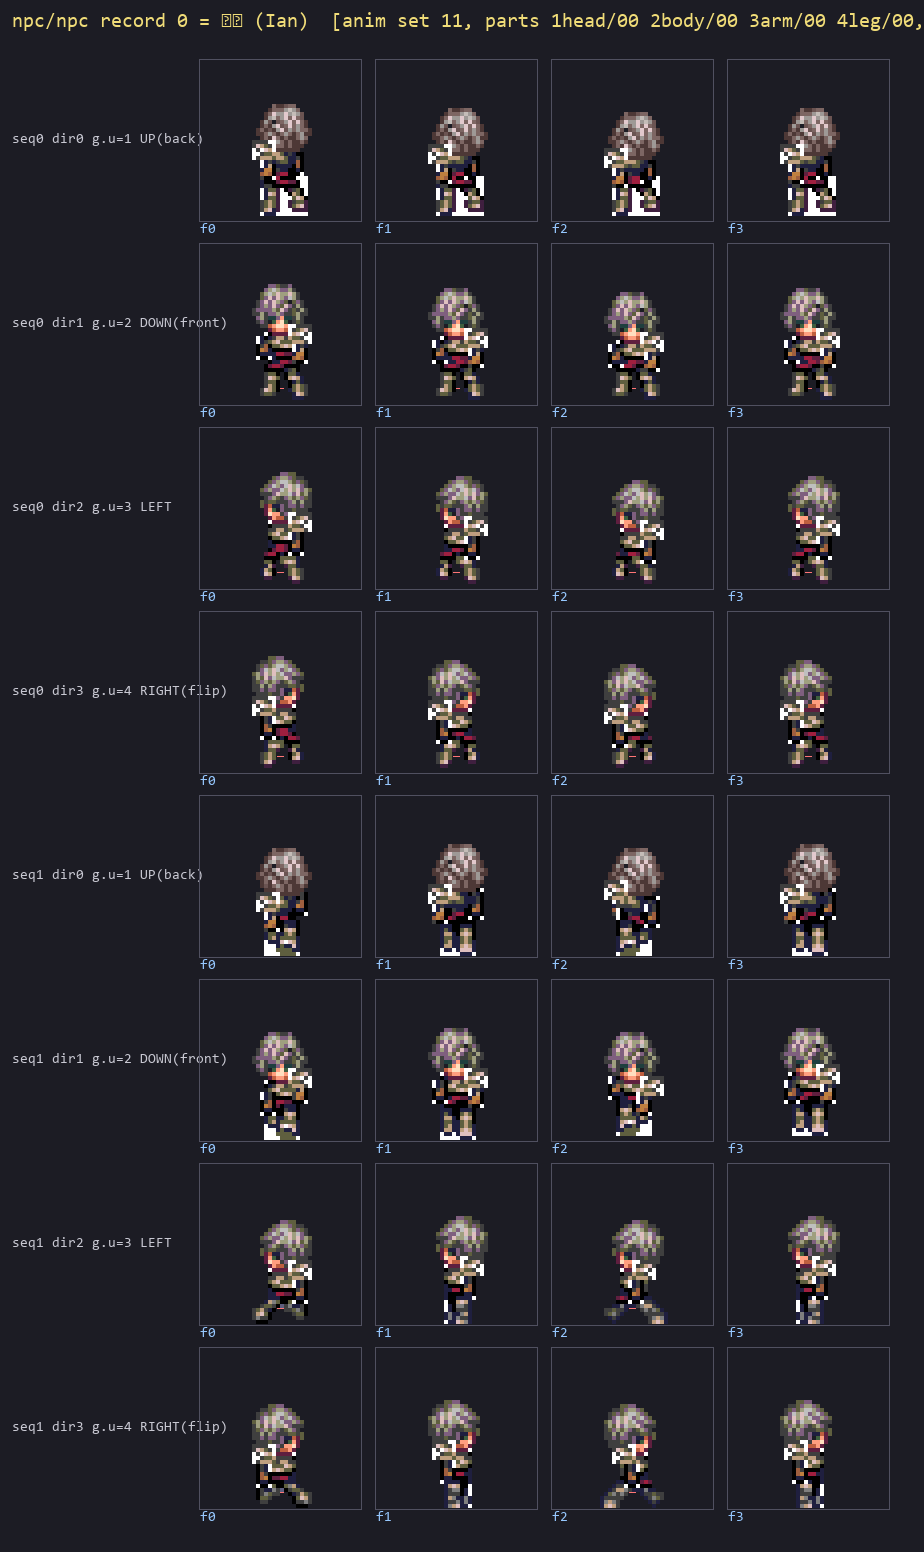 npc/npc record 0 = (Ian) [anim set 11, parts 1head/00 2body/00 3arm/00 4leg/00,
seq0 dir0 g.u=1 UP(back)
f0 f1 f2 f3
seq0 dir1 g.u=2 DOWN(front)
f0 f1 f2 f3
seq0 dir2 g.u=3 LEFT
f0 f1 f2 f3
seq0 dir3 g.u=4 RIGHT(flip)
f0 f1 f2 f3
seq1 dir0 g.u=1 UP(back)
f0 f1 f2 f3
seq1 dir1 g.u=2 DOWN(front)
f0 f1 f2 f3
seq1 dir2 g.u=3 LEFT
f0 f1 f2 f3
seq1 dir3 g.u=4 RIGHT(flip)
f0 f1 f2 f3